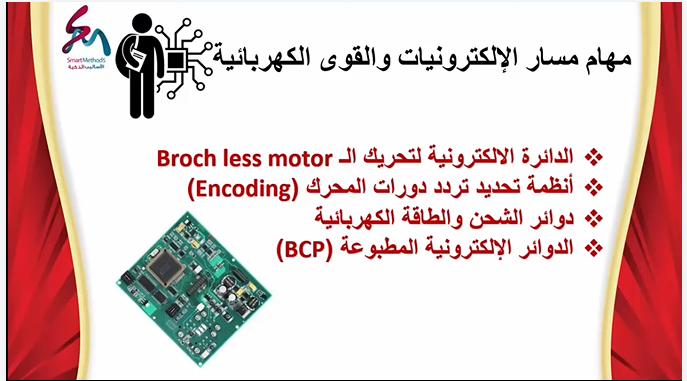 SmartMethods
الأساليب الذكية
مهام مسار الإلكترونيات والقوى الكهربائية
❖ الدائرة الالكترونية لتحريك الـ Broch less motor
❖ أنظمة تحديد تردد دورات المحرك (Encoding)
❖ دوائر الشحن والطاقة الكهربائية
❖ الدوائر الإلكترونية المطبوعة (BCP)